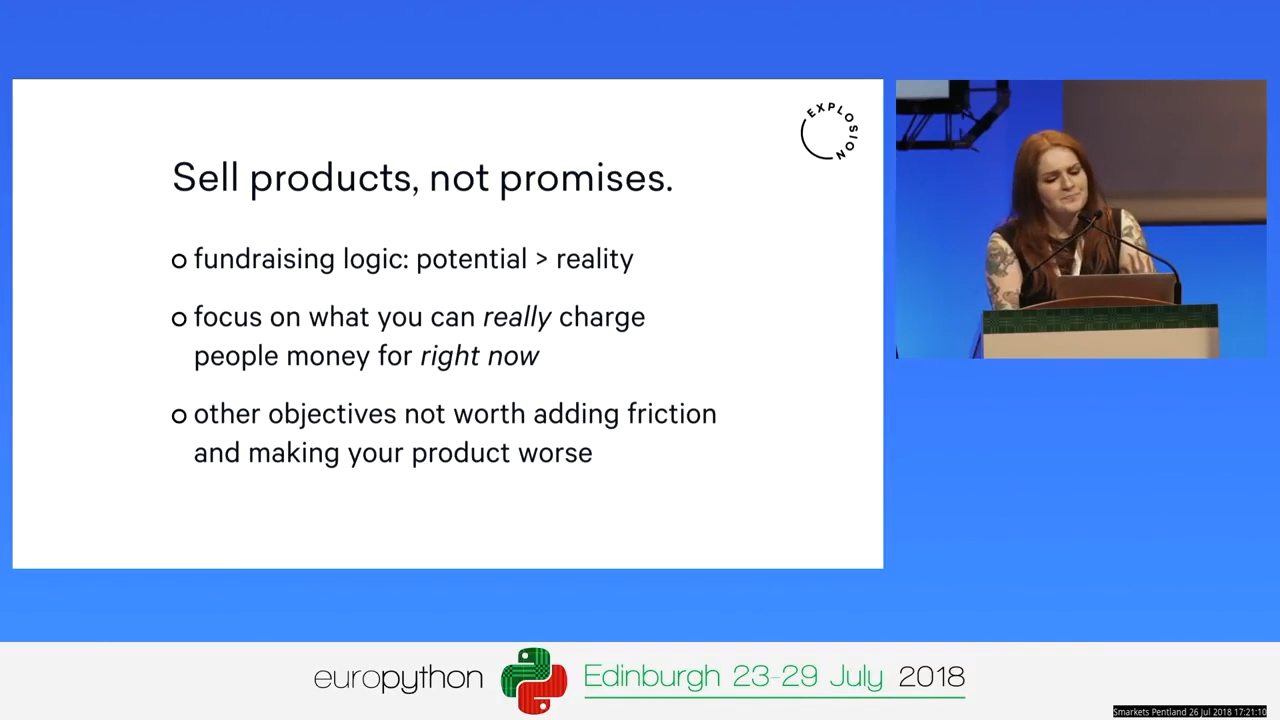 EXPLOSION
Sell products, not promises.
fundraising logic: potential > reality
focus on what you can really charge
people money for right now
other objectives not worth adding friction
and making your product worse
europython
Edinburgh 23-29 July 2018
Smarkets Pentland 26 Jul 2018 17:21:10